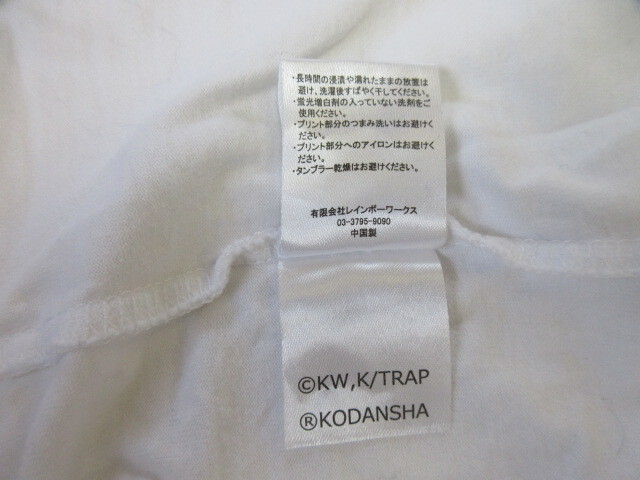 ・長時間の浸漬や濡れたままの放置は
避け、洗濯後すばやく干してください。
・蛍光増白剤の入っていない洗剤をご
使用ください。
・プリント部分のつまみ洗いはお避けく
ださい。
・プリント部分へのアイロンはお避けく
ださい。
・タンブラー乾燥はお避けください。
有限会社レインボーワークス
03-3795-9090
中国製
©KW,K/TRAP
®KODANSHA